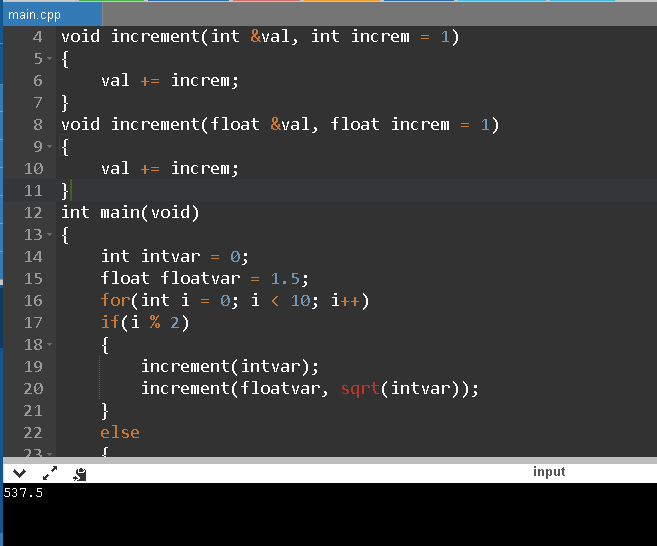 main.cpp
4 void increment(int &val, int increm = 1)
5 {
6 val += increm;
7 }
8 void increment(float &val, float increm = 1)
9 {
10 val += increm;
11 }
12 int main(void)
13 {
14 int intvar = 0;
15 float floatvar = 1.5;
16 for(int i = 0; i < 10; i++)
17 if(i % 2)
18 {
19 increment(intvar);
20 increment(floatvar, sqrt(intvar));
21 }
22 else
23 {
input
537.5